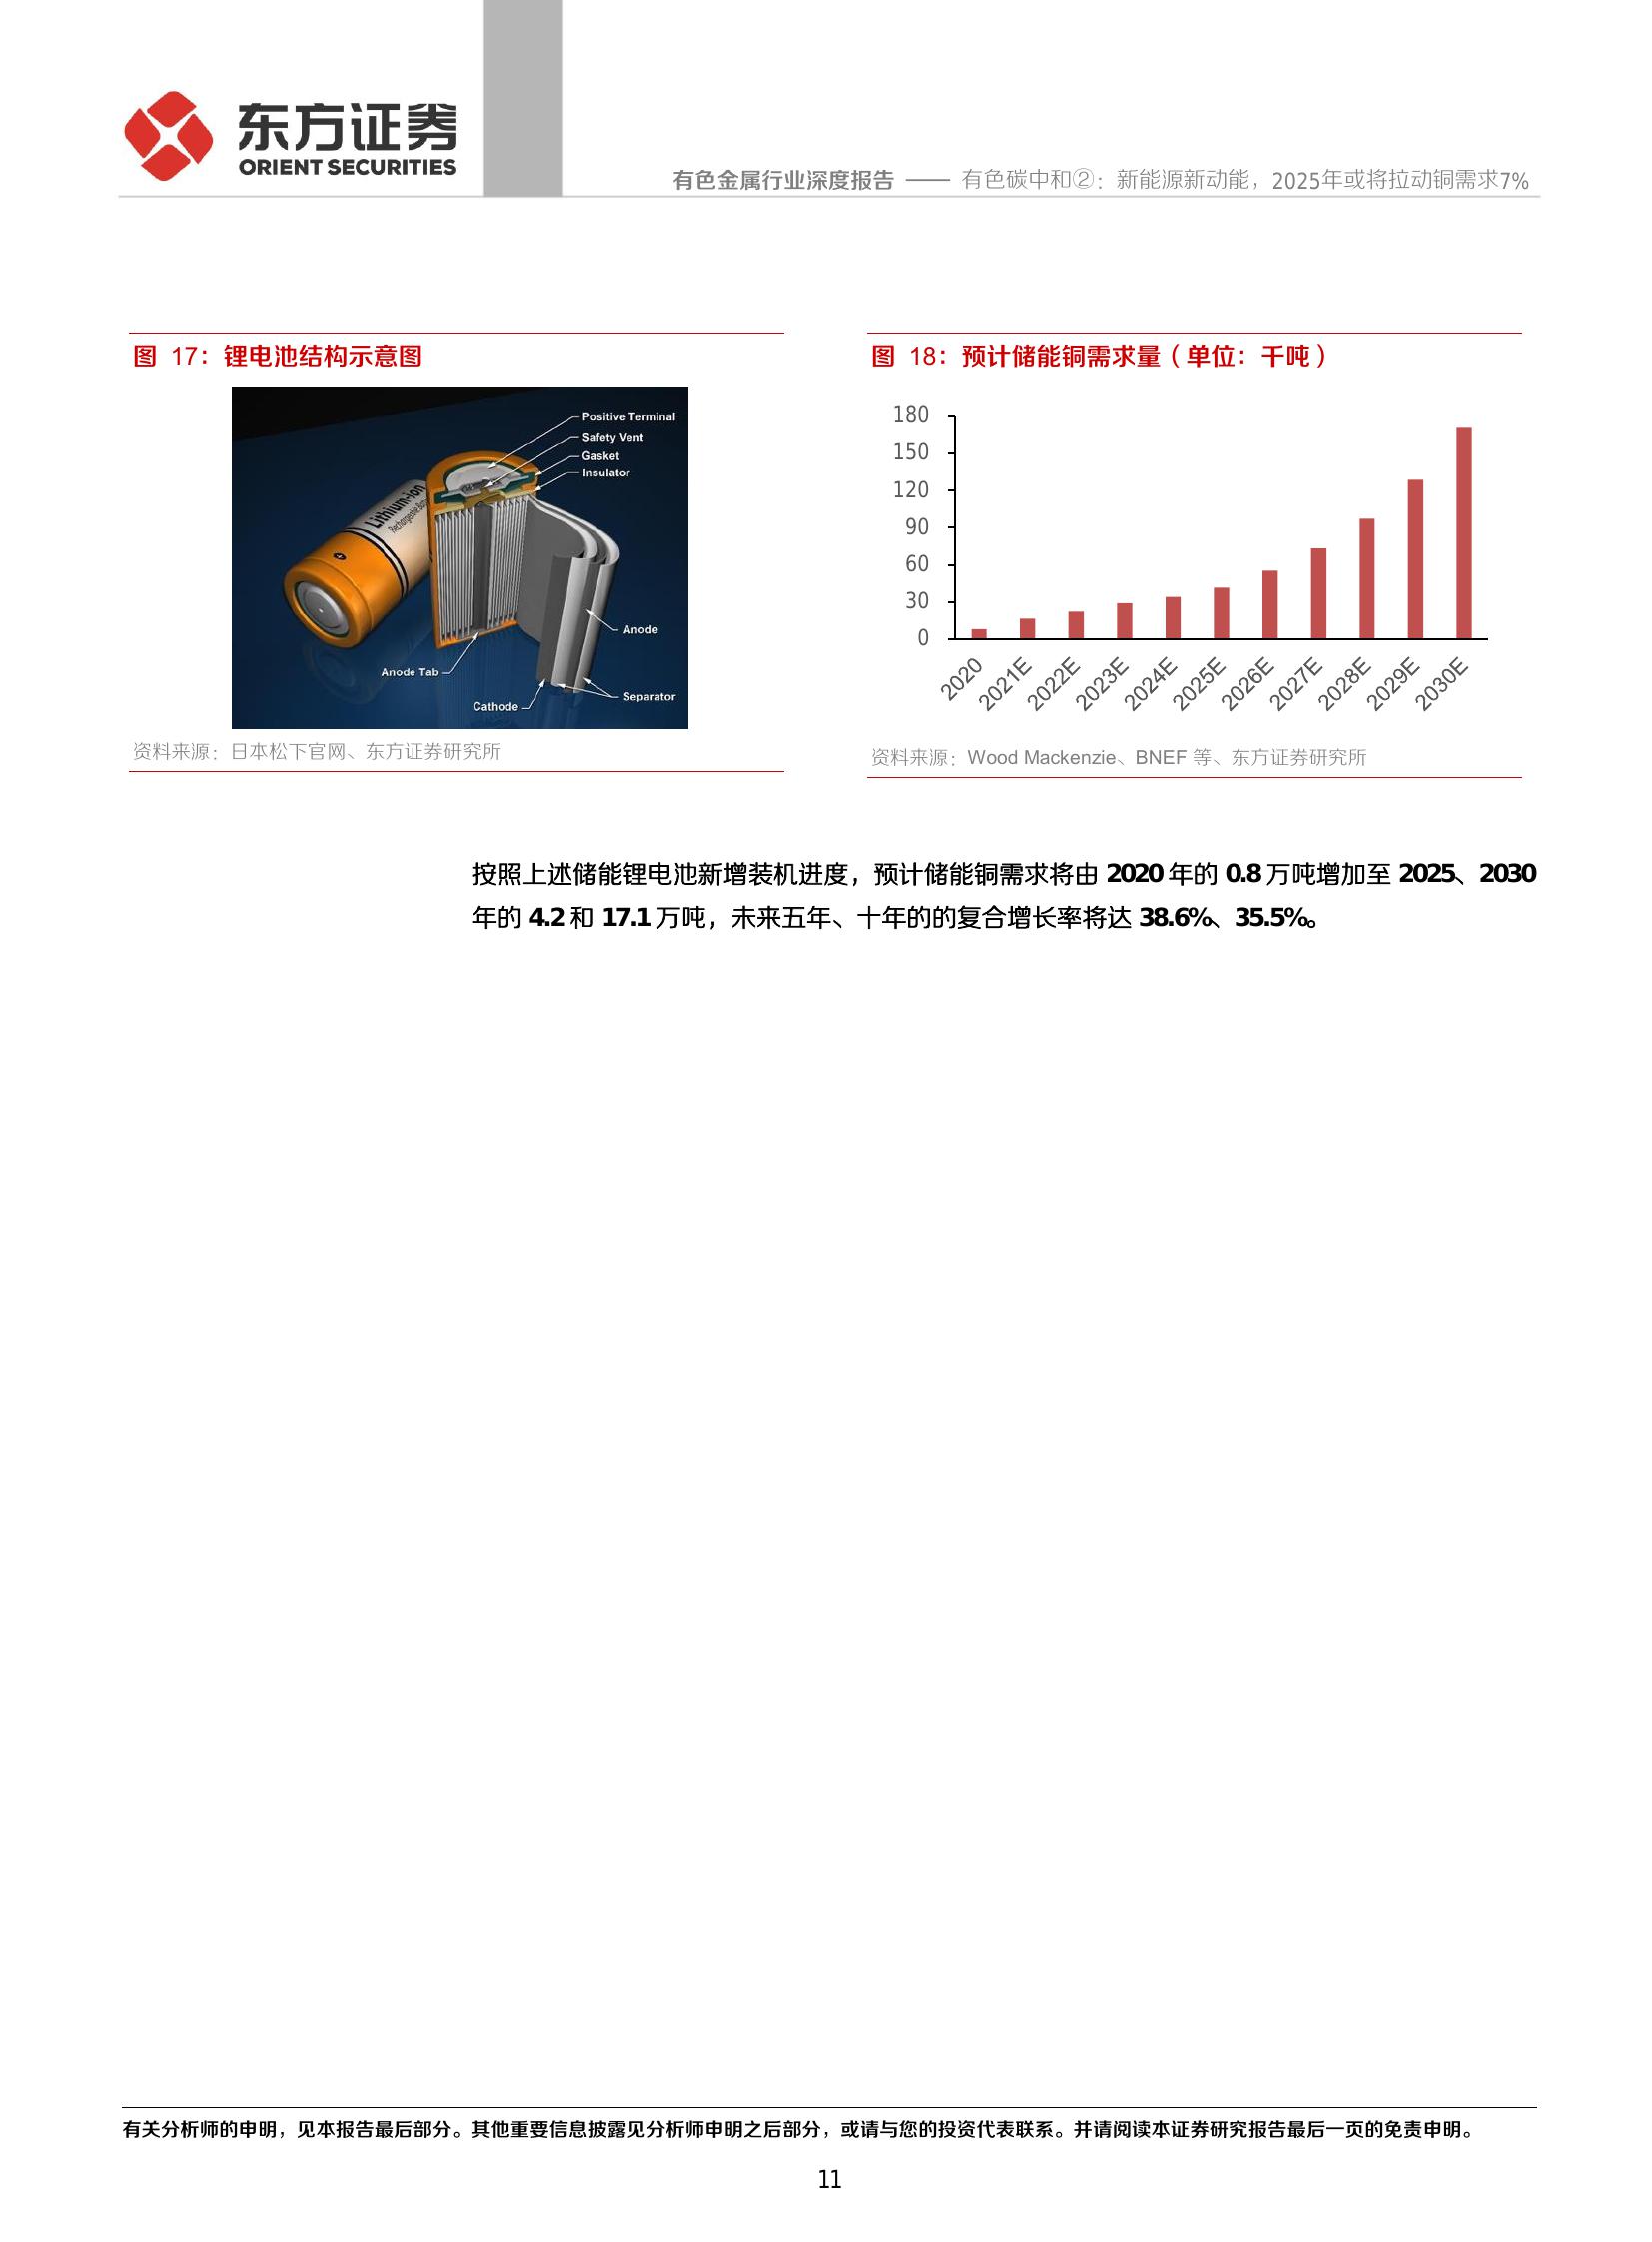 东方证券
ORIENT SECURITIES
有色金属行业深度报告 —— 有色碳中和②：新能源新动能，2025年或将拉动铜需求7%
图 17：锂电池结构示意图
Positive Terminal
Safety Vent
Gasket
Insulator
Lithium-ion
Anode
Anode Tab
Separator
Cathode
资料来源：日本松下官网、东方证券研究所
图 18：预计储能铜需求量（单位：千吨）
180
150
120
90
60
30
0
2020
2021E
2022E
2023E
2024E
2025E
2026E
2027E
2028E
2029E
2030E
资料来源：Wood Mackenzie、BNEF 等、东方证券研究所
按照上述储能锂电池新增装机进度，预计储能铜需求将由 2020 年的 0.8 万吨增加至 2025、2030
年的 4.2 和 17.1 万吨，未来五年、十年的的复合增长率将达 38.6%、35.5%。
有关分析师的申明，见本报告最后部分。其他重要信息披露见分析师申明之后部分，或请与您的投资代表联系。并请阅读本证券研究报告最后一页的免责申明。
11